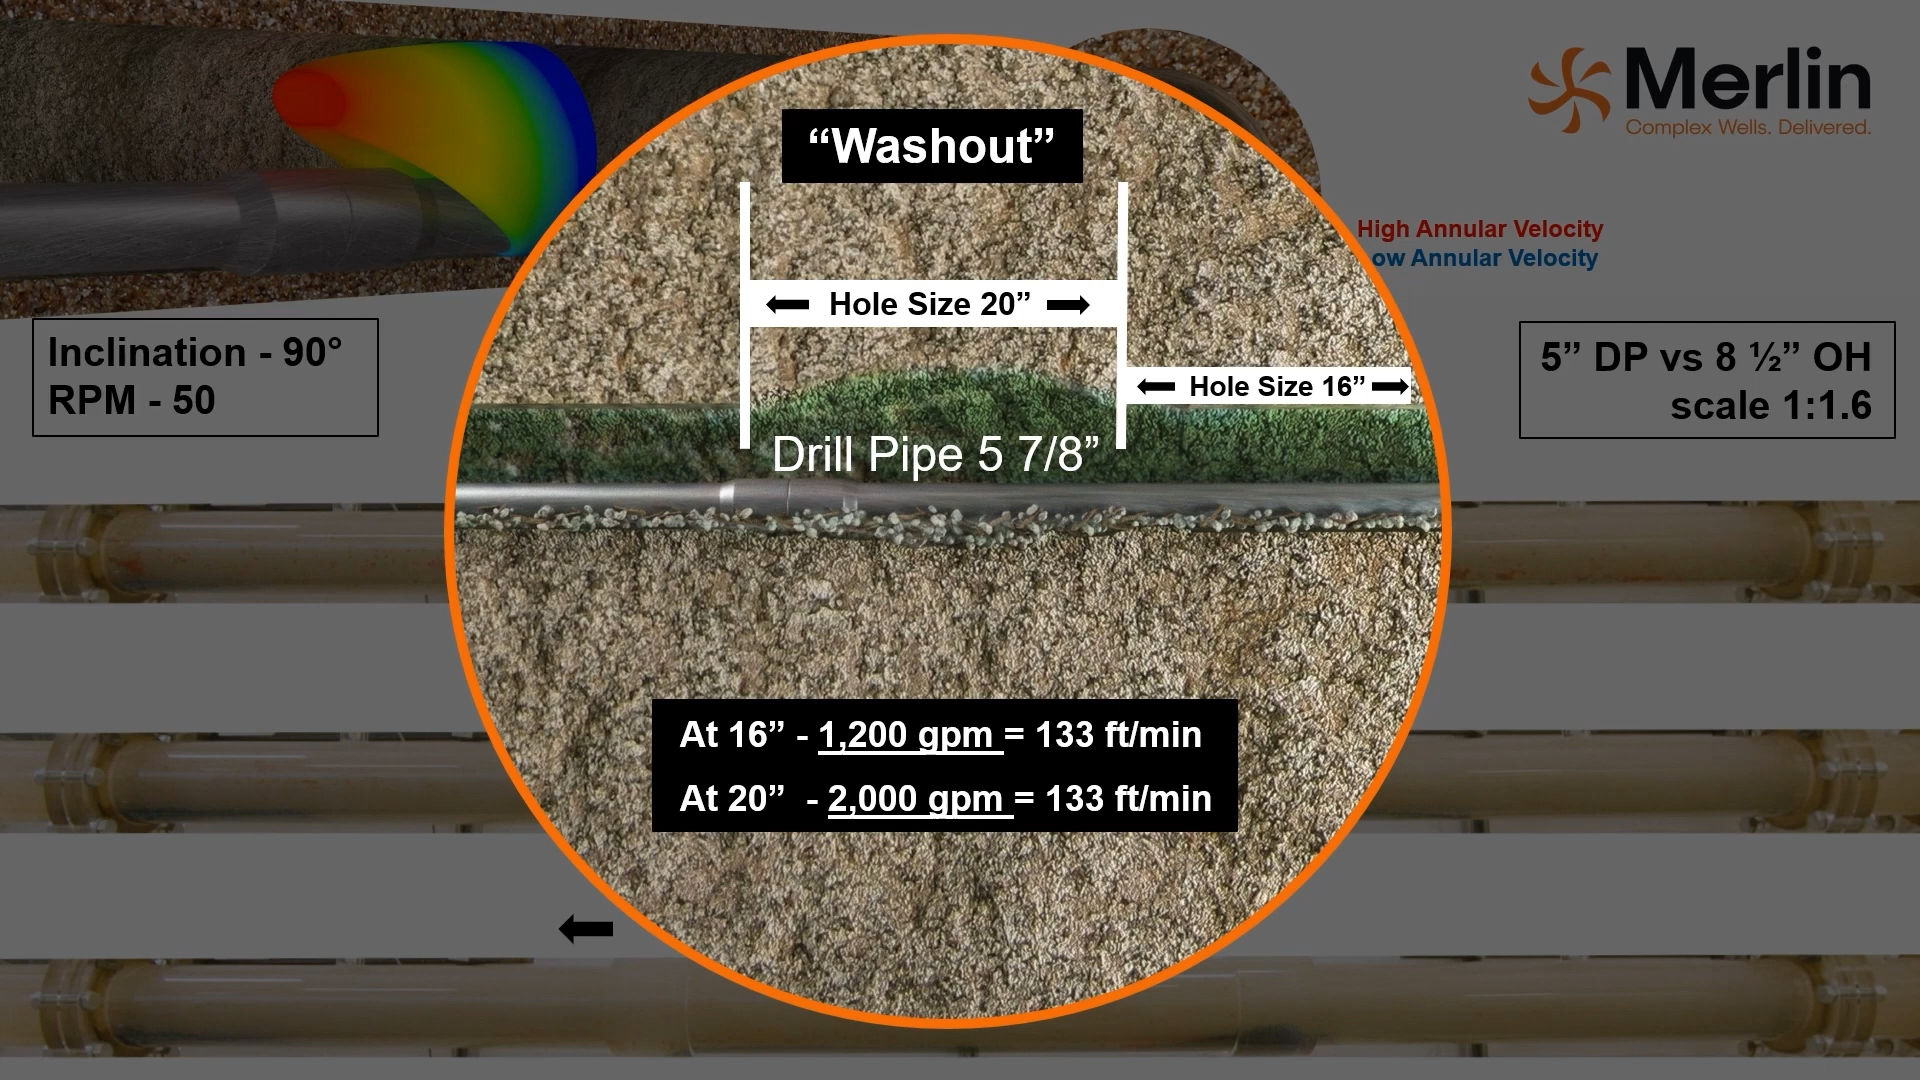 “Washout”
Merlin
Complex Wells. Delivered.
High Annular Velocity
ow Annular Velocity
Hole Size 20”
Inclination - 90°
RPM - 50
5” DP vs 8 ½” OH
scale 1:1.6
Hole Size 16”
Drill Pipe 5 7/8”
At 16” - 1,200 gpm = 133 ft/min
At 20” - 2,000 gpm = 133 ft/min